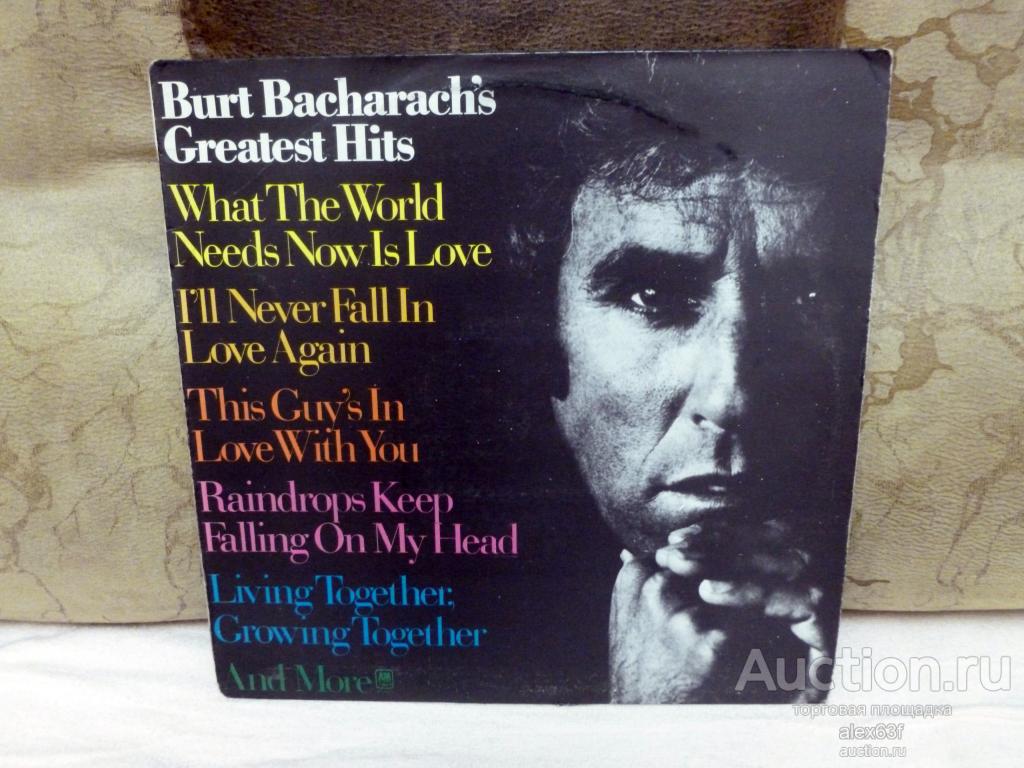 Burt Bacharach's
Greatest Hits
What The World
Needs Now Is Love
I'll Never Fall In
Love Again
This Guy's In
Love With You
Raindrops Keep
Falling On My Head
Living Together,
Growing Together
And More
Auction.ru
торговая площадка
alex63f
auction.ru